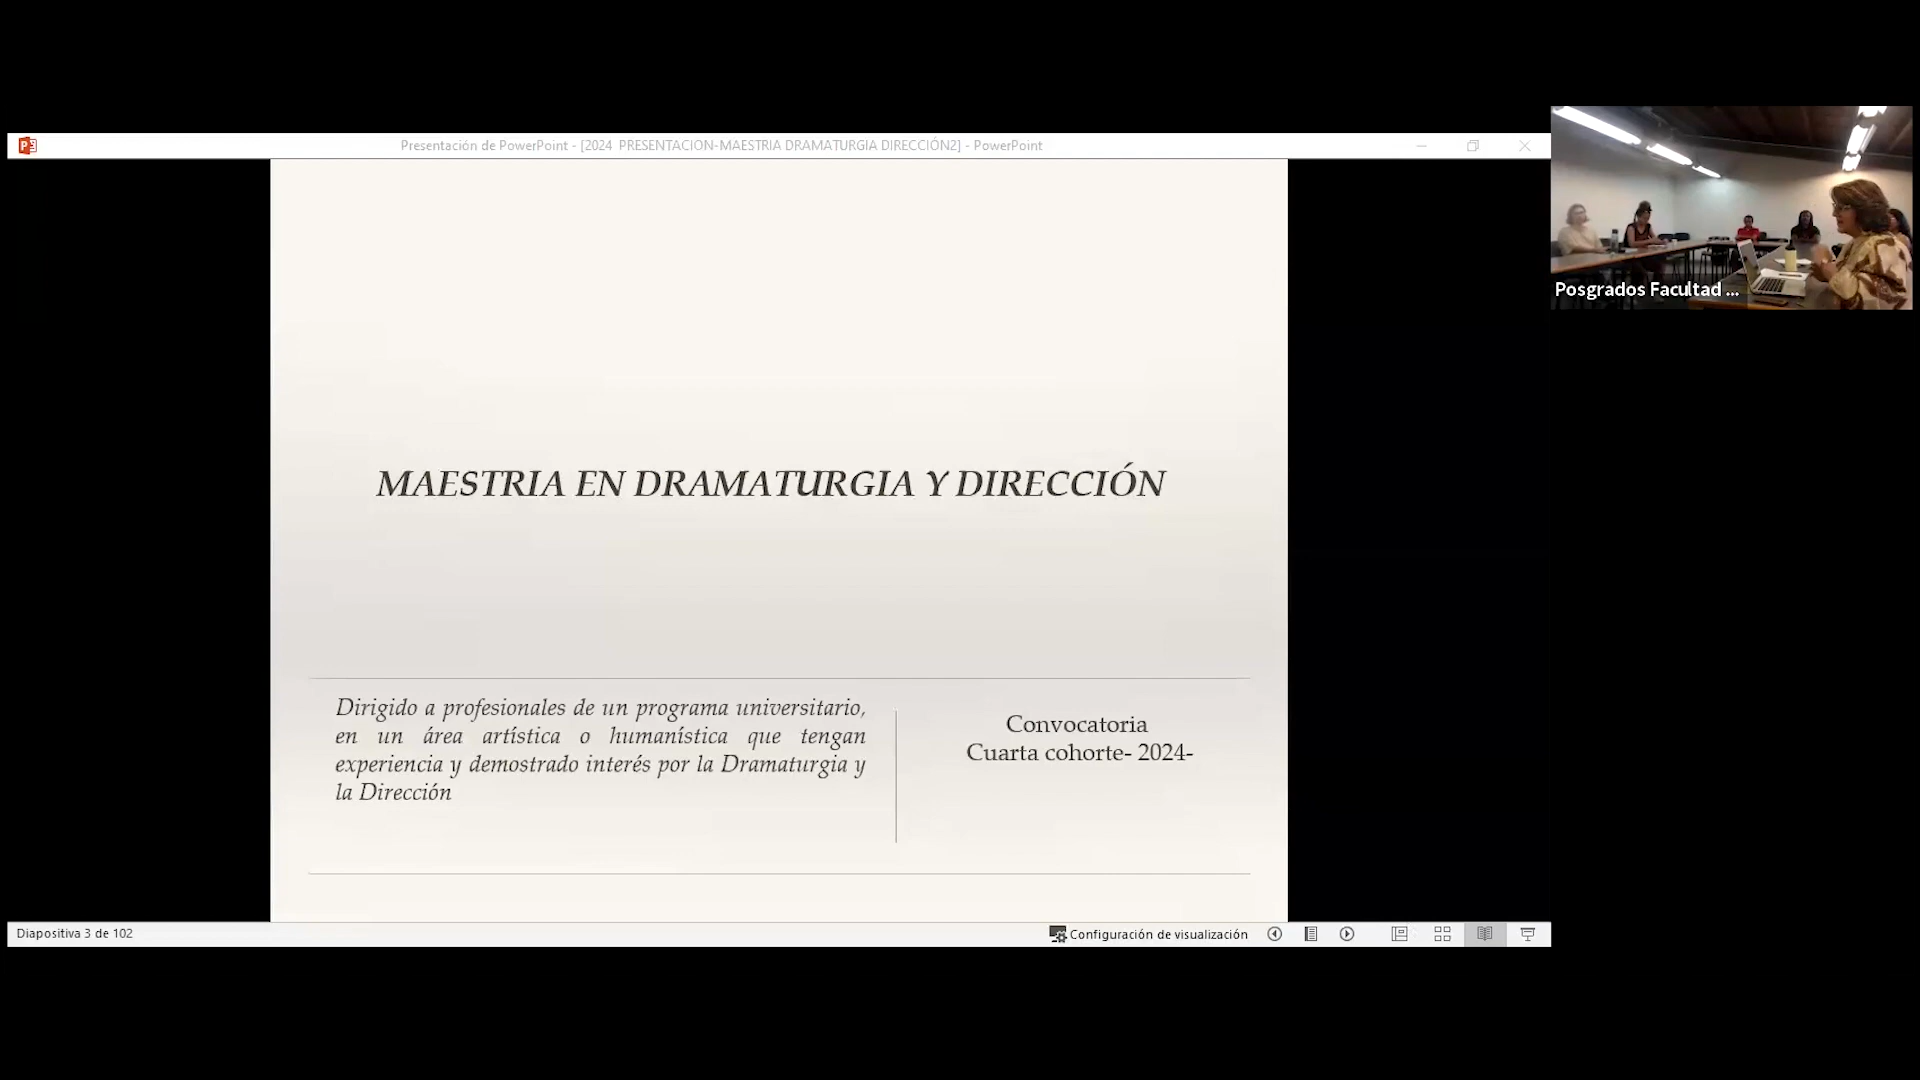 Presentación de PowerPoint - [2024 PRESENTACION-MAESTRIA DRAMATURGIA DIRECCIÓN2] - PowerPoint
MAESTRIA EN DRAMATURGIA Y DIRECCIÓN
Dirigido a profesionales de un programa universitario,
en un área artística o humanística que tengan
experiencia y demostrado interés por la Dramaturgia y
la Dirección
Convocatoria
Cuarta cohorte- 2024-
Posgrados Facultad ...
Diapositiva 3 de 102
Configuración de visualización